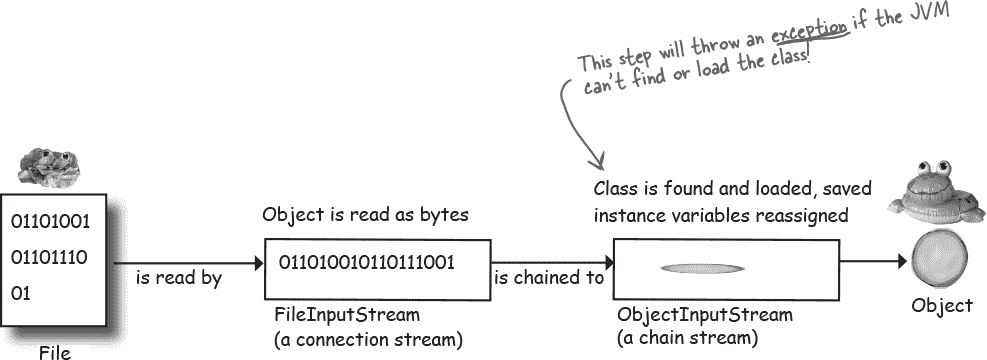 This step will throw an exception if the JVM
can't find or load the class!
Class is found and loaded, saved
instance variables reassigned
Object is read as bytes
01101001
01101110
01
is read by
011010010110111001
is chained to
File
FileInputStream
(a connection stream)
ObjectInputStream
(a chain stream)
Object